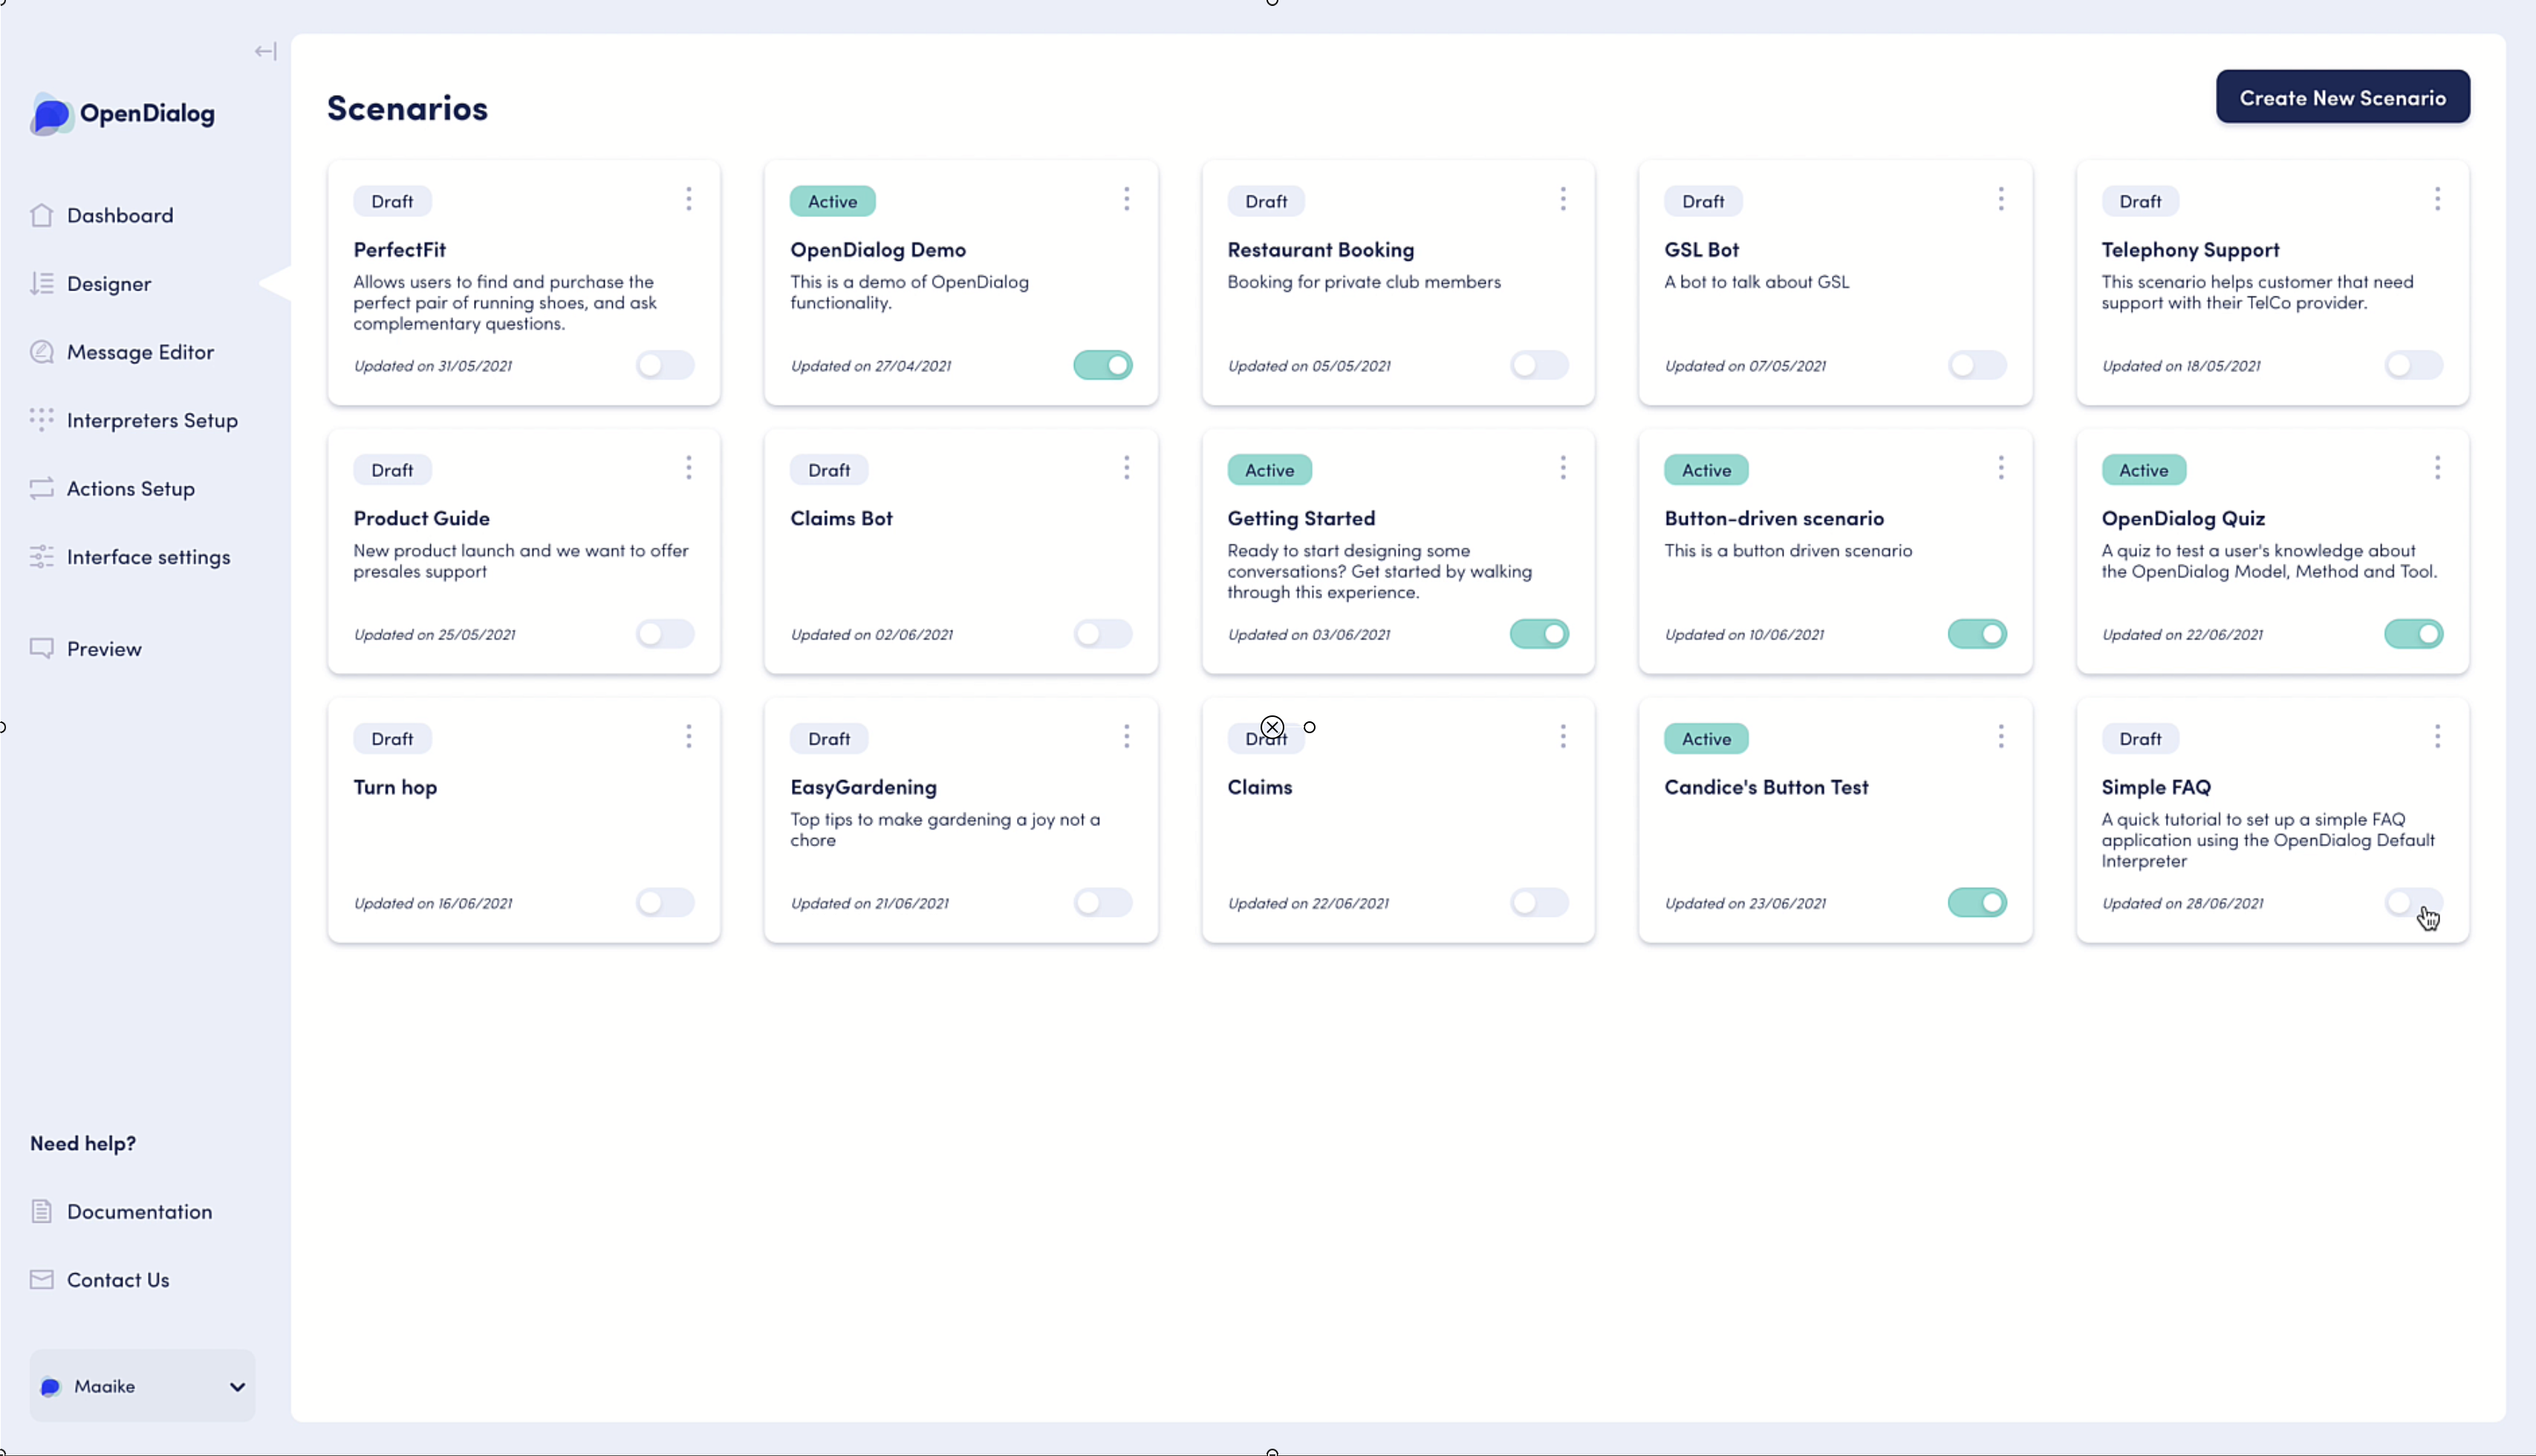 OpenDialog
Dashboard
Designer
Message Editor
Interpreters Setup
Actions Setup
Interface settings
Preview
Need help?
Documentation
Contact Us
Maaike
Scenarios
Create New Scenario
Draft
PerfectFit
Allows users to find and purchase the
perfect pair of running shoes, and ask
complementary questions.
Updated on 31/05/2021
Active
OpenDialog Demo
This is a demo of OpenDialog
functionality.
Updated on 27/04/2021
Draft
Restaurant Booking
Booking for private club members
Updated on 05/05/2021
Draft
GSL Bot
A bot to talk about GSL
Updated on 07/05/2021
Draft
Telephony Support
This scenario helps customer that need
support with their TelCo provider.
Updated on 18/05/2021
Draft
Product Guide
New product launch and we want to offer
presales support
Updated on 25/05/2021
Draft
Claims Bot
Updated on 02/06/2021
Active
Getting Started
Ready to start designing some
conversations? Get started by walking
through this experience.
Updated on 03/06/2021
Active
Button-driven scenario
This is a button driven scenario
Updated on 10/06/2021
Active
OpenDialog Quiz
A quiz to test a user's knowledge about
the OpenDialog Model, Method and Tool.
Updated on 22/06/2021
Draft
Turn hop
Updated on 16/06/2021
Draft
EasyGardening
Top tips to make gardening a joy not a
chore
Updated on 21/06/2021
Draft
Claims
Updated on 22/06/2021
Active
Candice's Button Test
Updated on 23/06/2021
Draft
Simple FAQ
A quick tutorial to set up a simple FAQ
application using the OpenDialog Default
Interpreter
Updated on 28/06/2021